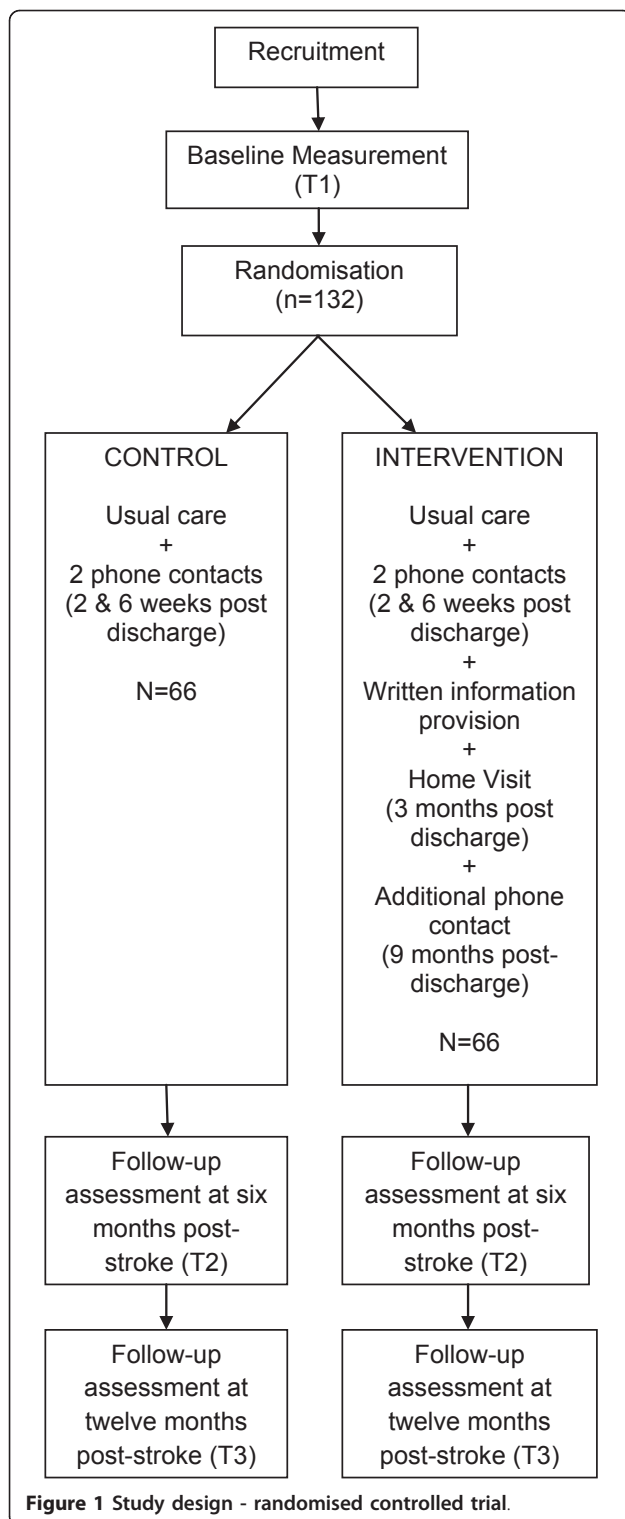 Recruitment
Baseline Measurement
(T1)
Randomisation
(n=132)
CONTROL
Usual care
+
2 phone contacts
(2 & 6 weeks post
discharge)
N=66
INTERVENTION
Usual care
+
2 phone contacts
(2 & 6 weeks post
discharge)
+
Written information
provision
+
Home Visit
(3 months post
discharge)
+
Additional phone
contact
(9 months post-
discharge)
N=66
Follow-up
assessment at six
months post-
stroke (T2)
Follow-up
assessment at six
months post-
stroke (T2)
Follow-up
assessment at
twelve months
post-stroke (T3)
Follow-up
assessment at
twelve months
post-stroke (T3)
Figure 1 Study design - randomised controlled trial.